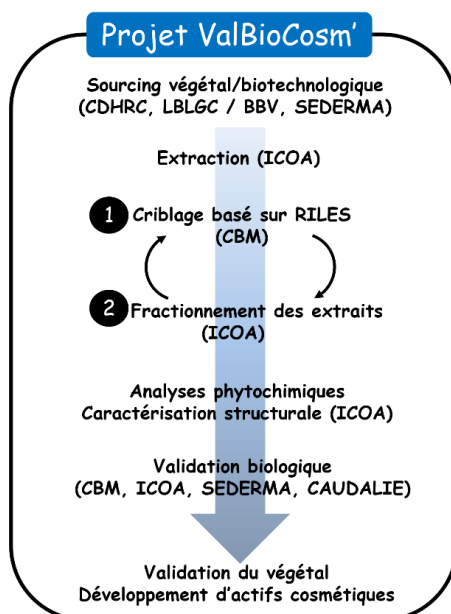 Projet ValBioCosm'
Sourcing végétal/biotechnologique
(CDHRC, LBLGC / BBV, SEDERMA)
Extraction (ICOA)
1 Criblage basé sur RILES
(CBM)
2 Fractionnement des extraits
(ICOA)
Analyses phytochimiques
Caractérisation structurale (ICOA)
Validation biologique
(CBM, ICOA, SEDERMA, CAUDALIE)
Validation du végétal
Développement d'actifs cosmétiques